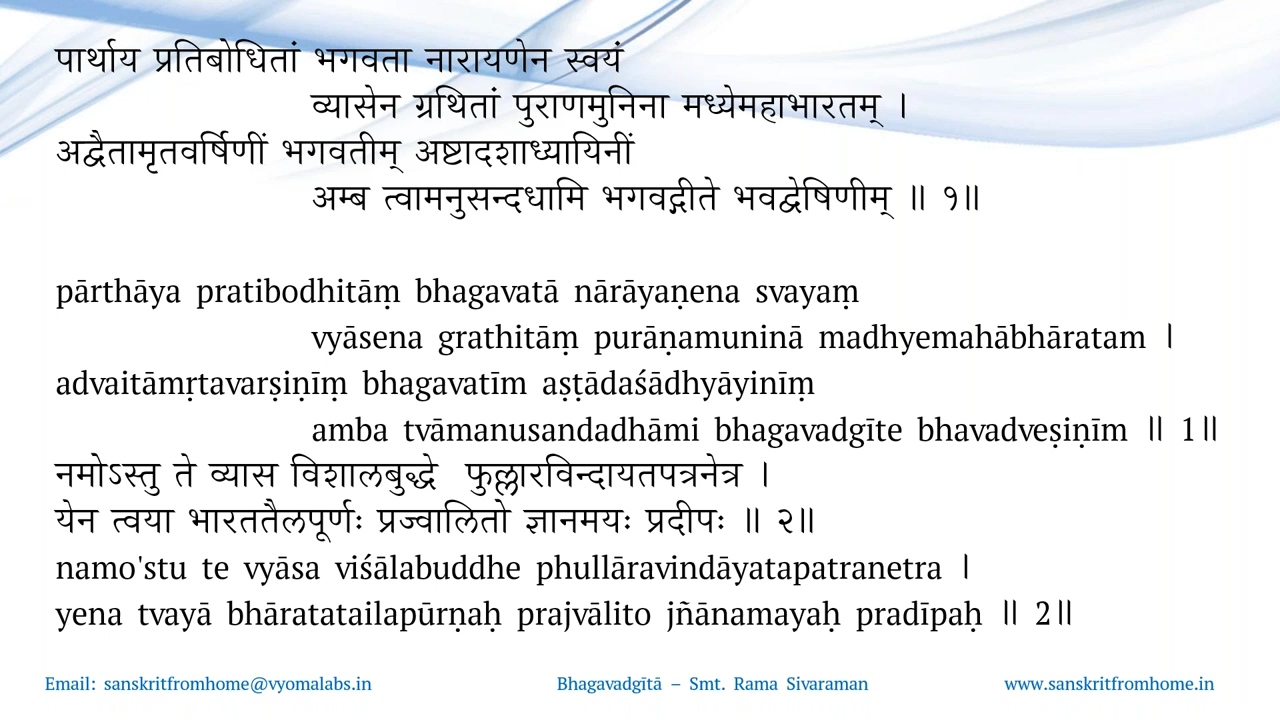 पार्थाय प्रतिबोधितां भगवता नारायणेन स्वयं
व्यासेन ग्रथितां पुराणमुनिना मध्येमहाभारतम् ।
अद्वैतामृतवर्षिणीं भगवतीम् अष्टादशाध्यायिनीं
अम्ब त्वामनुसन्दधामि भगवद्गीते भवद्वेषिणीम् ॥ १॥
pārthāya pratibodhitāṃ bhagavatā nārāyaṇena svayaṃ
vyāsena grathitāṃ purāṇamuninā madhyemahābhāratam ।
advaitāmṛtavarṣiṇīṃ bhagavatīm aṣṭādaśādhyāyinīṃ
amba tvāmanusandadhāmi bhagavadgīte bhavadveṣiṇīm ॥ 1॥
नमोऽस्तु ते व्यास विशालबुद्धे फुल्लारविन्दायतपत्रनेत्र ।
येन त्वया भारततैलपूर्णः प्रज्वालितो ज्ञानमयः प्रदीपः ॥ २॥
namo'stu te vyāsa viśālabuddhe phullāravindāyatapatranetra ।
yena tvayā bhāratatailapūrṇaḥ prajvālito jñānamayaḥ pradīpaḥ ॥ 2॥
Email: sanskritfromhome@vyomalabs.in Bhagavadgītā – Smt. Rama Sivaraman www.sanskritfromhome.in